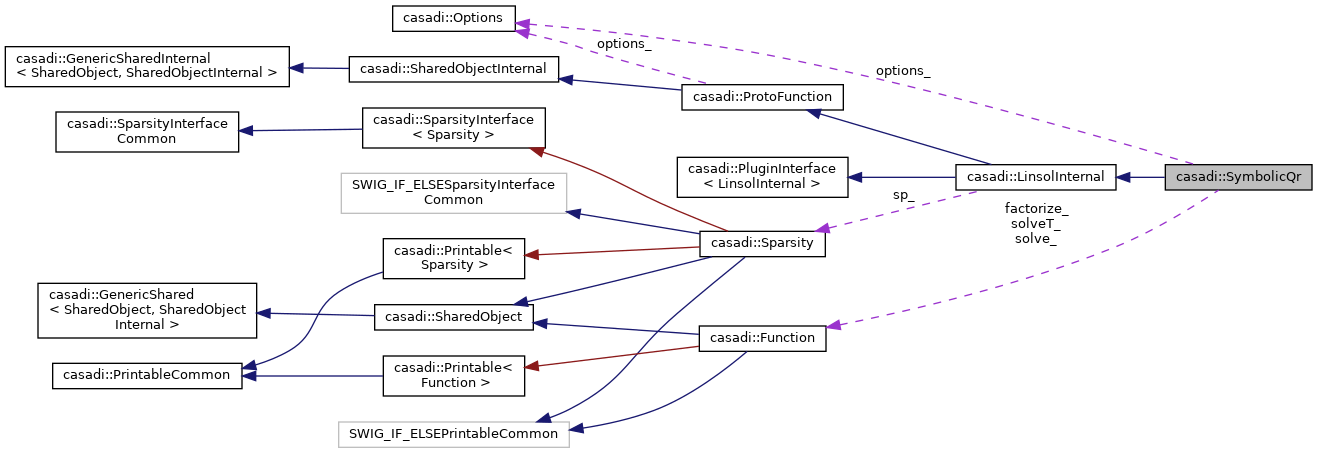 casadi::Options
options_
casadi::GenericSharedInternal
< SharedObject, SharedObjectInternal >
casadi::SharedObjectInternal
options_
casadi::ProtoFunction
casadi::SparsityInterface
Common
casadi::SparsityInterface
< Sparsity >
casadi::PluginInterface
< LinsolInternal >
casadi::LinsolInternal
casadi::SymbolicQr
SWIG_IF_ELSESparsityInterface
Common
sp_
factorize_
solveT_
solve_
casadi::Printable<
Sparsity >
casadi::Sparsity
casadi::GenericShared
< SharedObject, SharedObject
Internal >
casadi::SharedObject
casadi::Function
casadi::PrintableCommon
casadi::Printable<
Function >
SWIG_IF_ELSEPrintableCommon